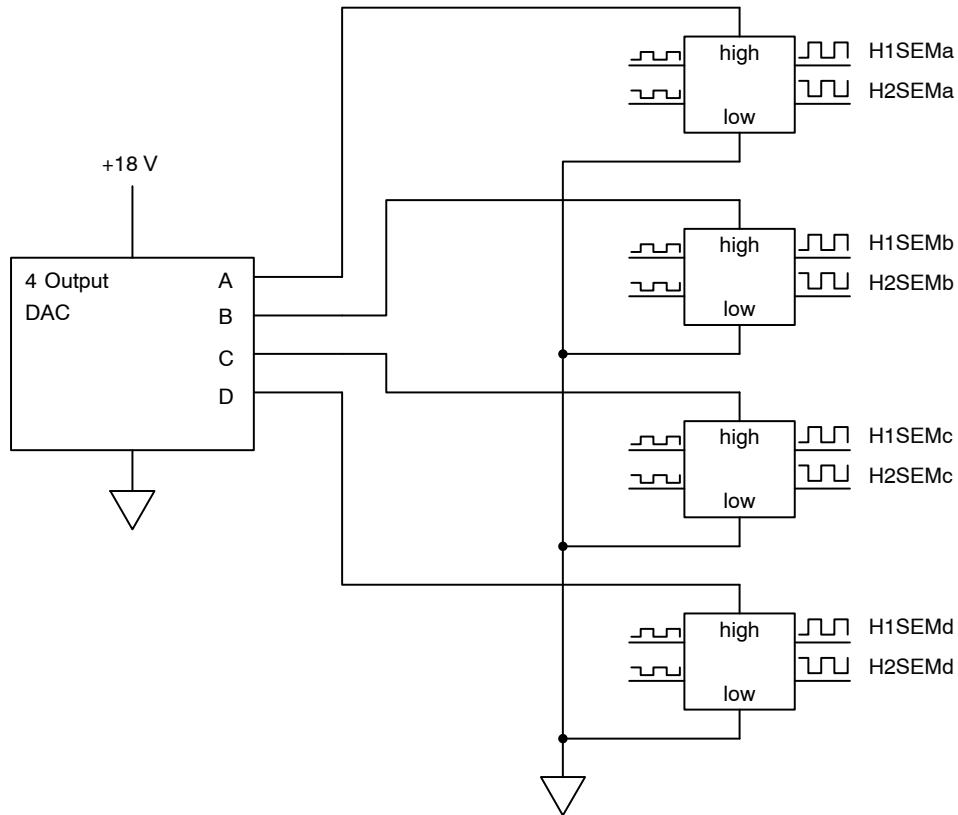 high
H1SEMa
H2SEMa
low
+18 V
high
H1SEMb
H2SEMb
low
4 Output
DAC
A
B
C
D
high
H1SEMc
H2SEMc
low
high
H1SEMd
H2SEMd
low